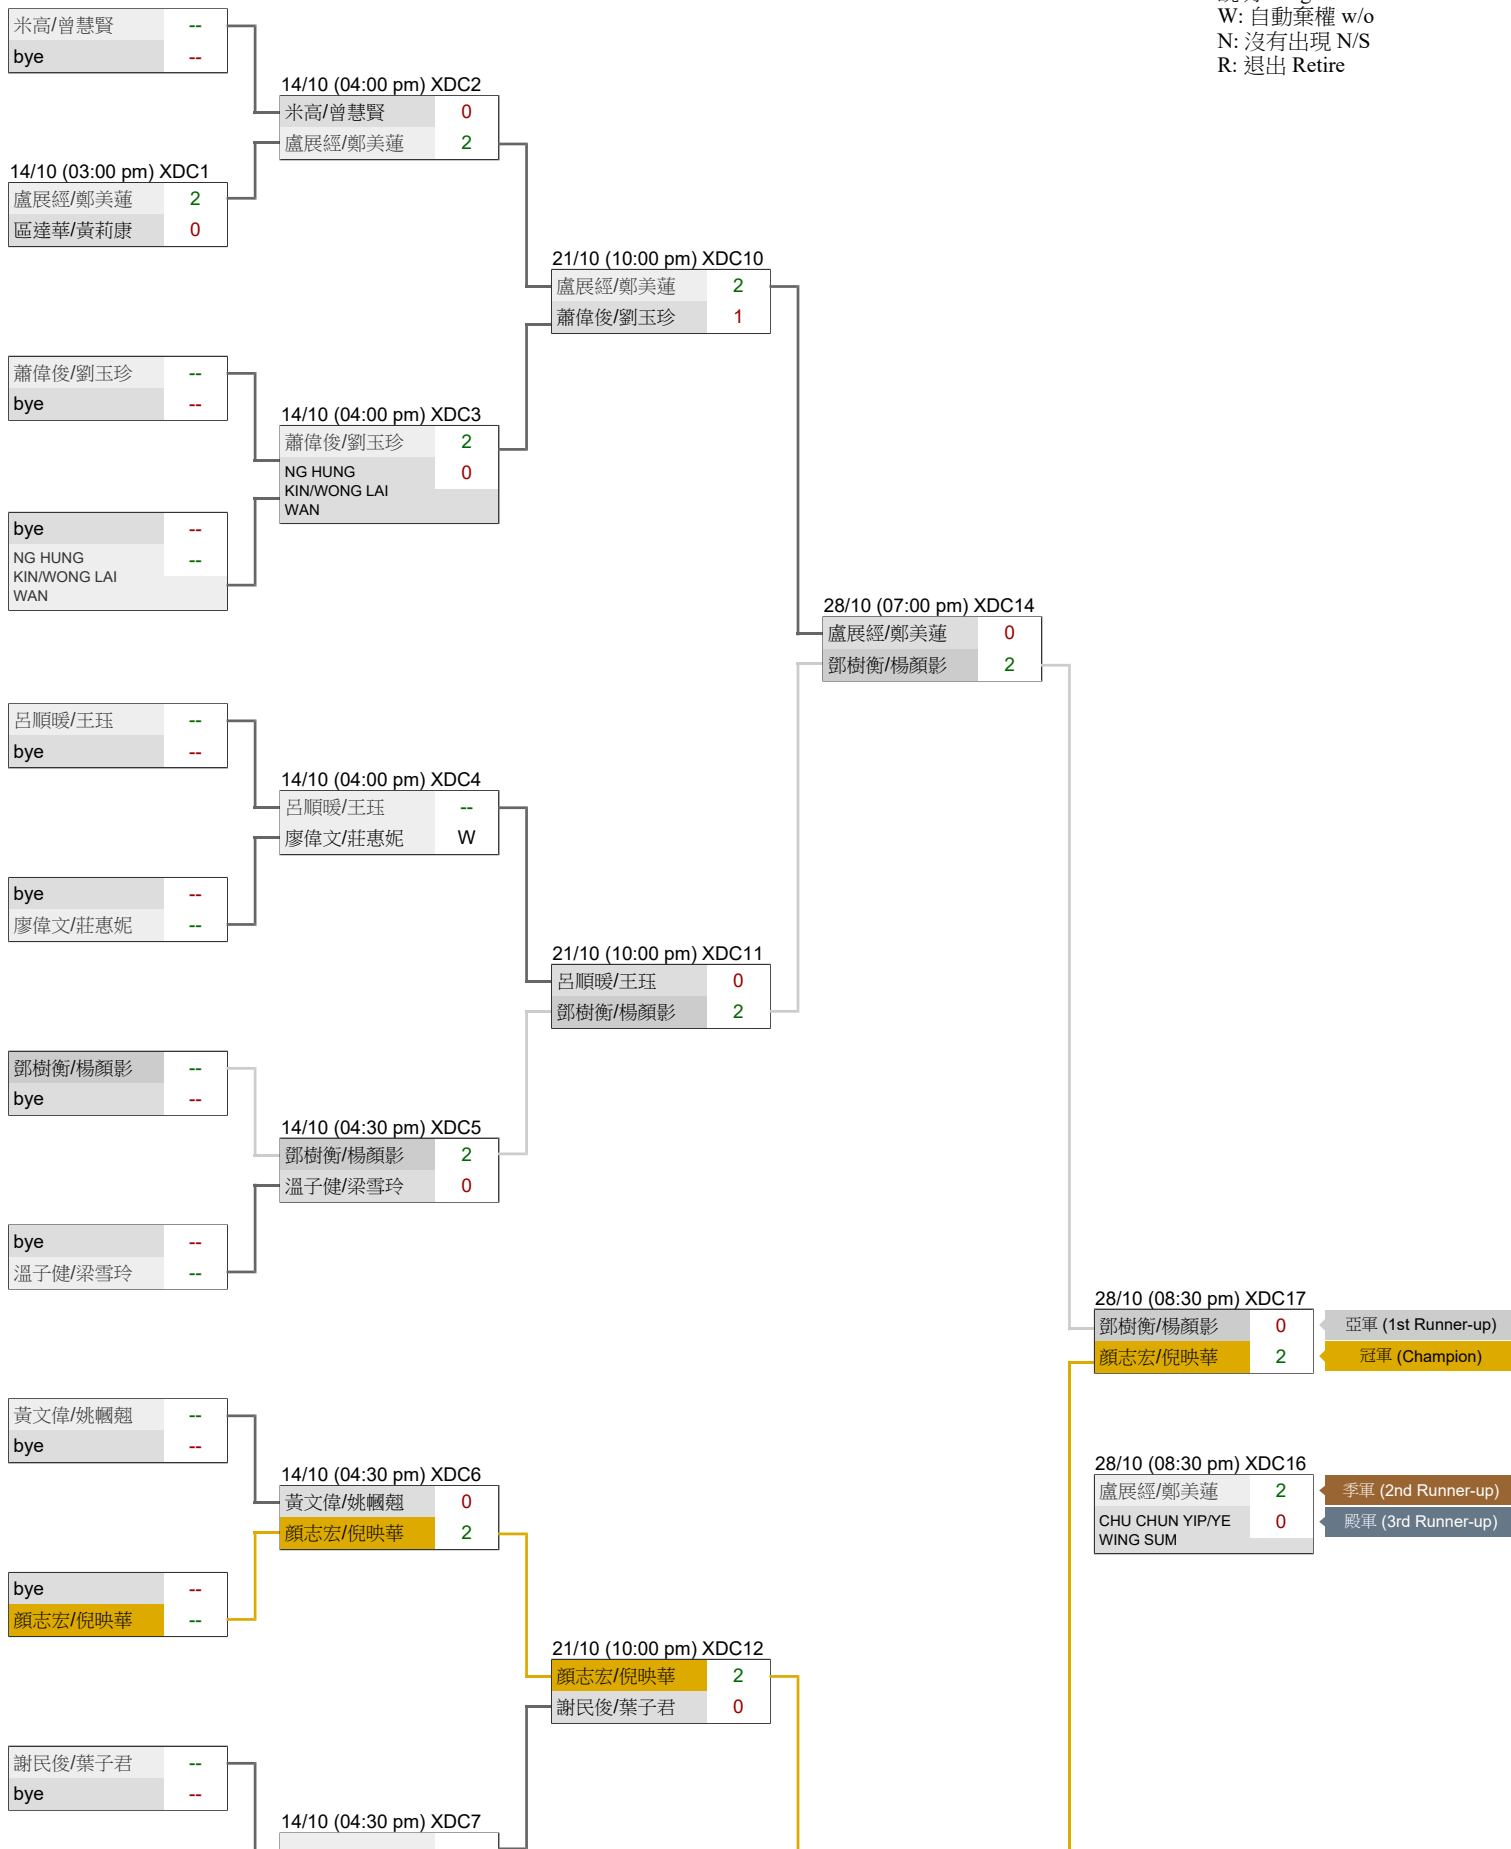 W: 自動棄權 w/o
N: 沒有出現 N/S
R: 退出 Retire
米高/曾慧賢 --
bye --
14/10 (04:00 pm) XDC2
米高/曾慧賢 0
盧展經/鄭美蓮 2
14/10 (03:00 pm) XDC1
盧展經/鄭美蓮 2
區達華/黃莉康 0
21/10 (10:00 pm) XDC10
盧展經/鄭美蓮 2
蕭偉俊/劉玉珍 1
蕭偉俊/劉玉珍 --
bye --
14/10 (04:00 pm) XDC3
蕭偉俊/劉玉珍 2
NG HUNG 0
KIN/WONG LAI
WAN
bye --
NG HUNG --
KIN/WONG LAI
WAN
28/10 (07:00 pm) XDC14
盧展經/鄭美蓮 0
鄧樹衡/楊顏影 2
呂順暖/王珏 --
bye --
14/10 (04:00 pm) XDC4
呂順暖/王珏 --
廖偉文/莊惠妮 W
bye --
廖偉文/莊惠妮 --
21/10 (10:00 pm) XDC11
呂順暖/王珏 0
鄧樹衡/楊顏影 2
鄧樹衡/楊顏影 --
bye --
14/10 (04:30 pm) XDC5
鄧樹衡/楊顏影 2
溫子健/梁雪玲 0
bye --
溫子健/梁雪玲 --
28/10 (08:30 pm) XDC17
鄧樹衡/楊顏影 0 亞軍 (1st Runner-up)
顏志宏/倪映華 2 冠軍 (Champion)
黃文偉/姚幗翹 --
bye --
14/10 (04:30 pm) XDC6
黃文偉/姚幗翹 0
顏志宏/倪映華 2
28/10 (08:30 pm) XDC16
盧展經/鄭美蓮 2 季軍 (2nd Runner-up)
CHU CHUN YIP/YE 0 殿軍 (3rd Runner-up)
WING SUM
bye --
顏志宏/倪映華 --
21/10 (10:00 pm) XDC12
顏志宏/倪映華 2
謝民俊/葉子君 0
謝民俊/葉子君 --
bye --
14/10 (04:30 pm) XDC7